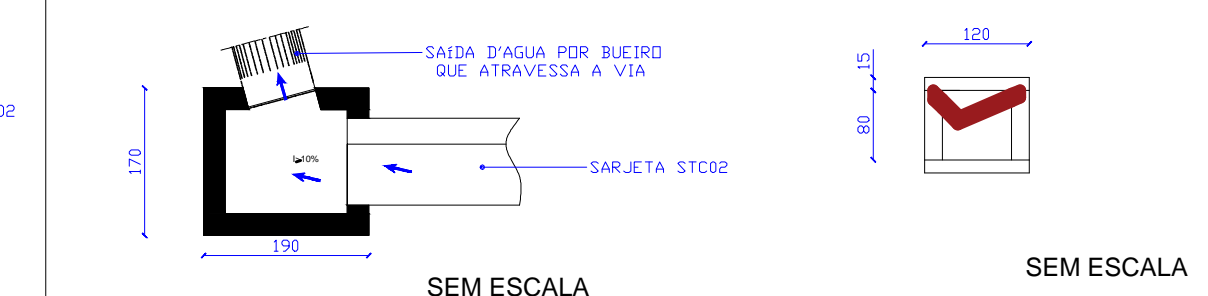 SAíDA D'AGUA POR BUEIRO
QUE ATRAVESSA A VIA
120
15
80
02
170
I≥10%
SARJETA STC02
190
SEM ESCALA
SEM ESCALA